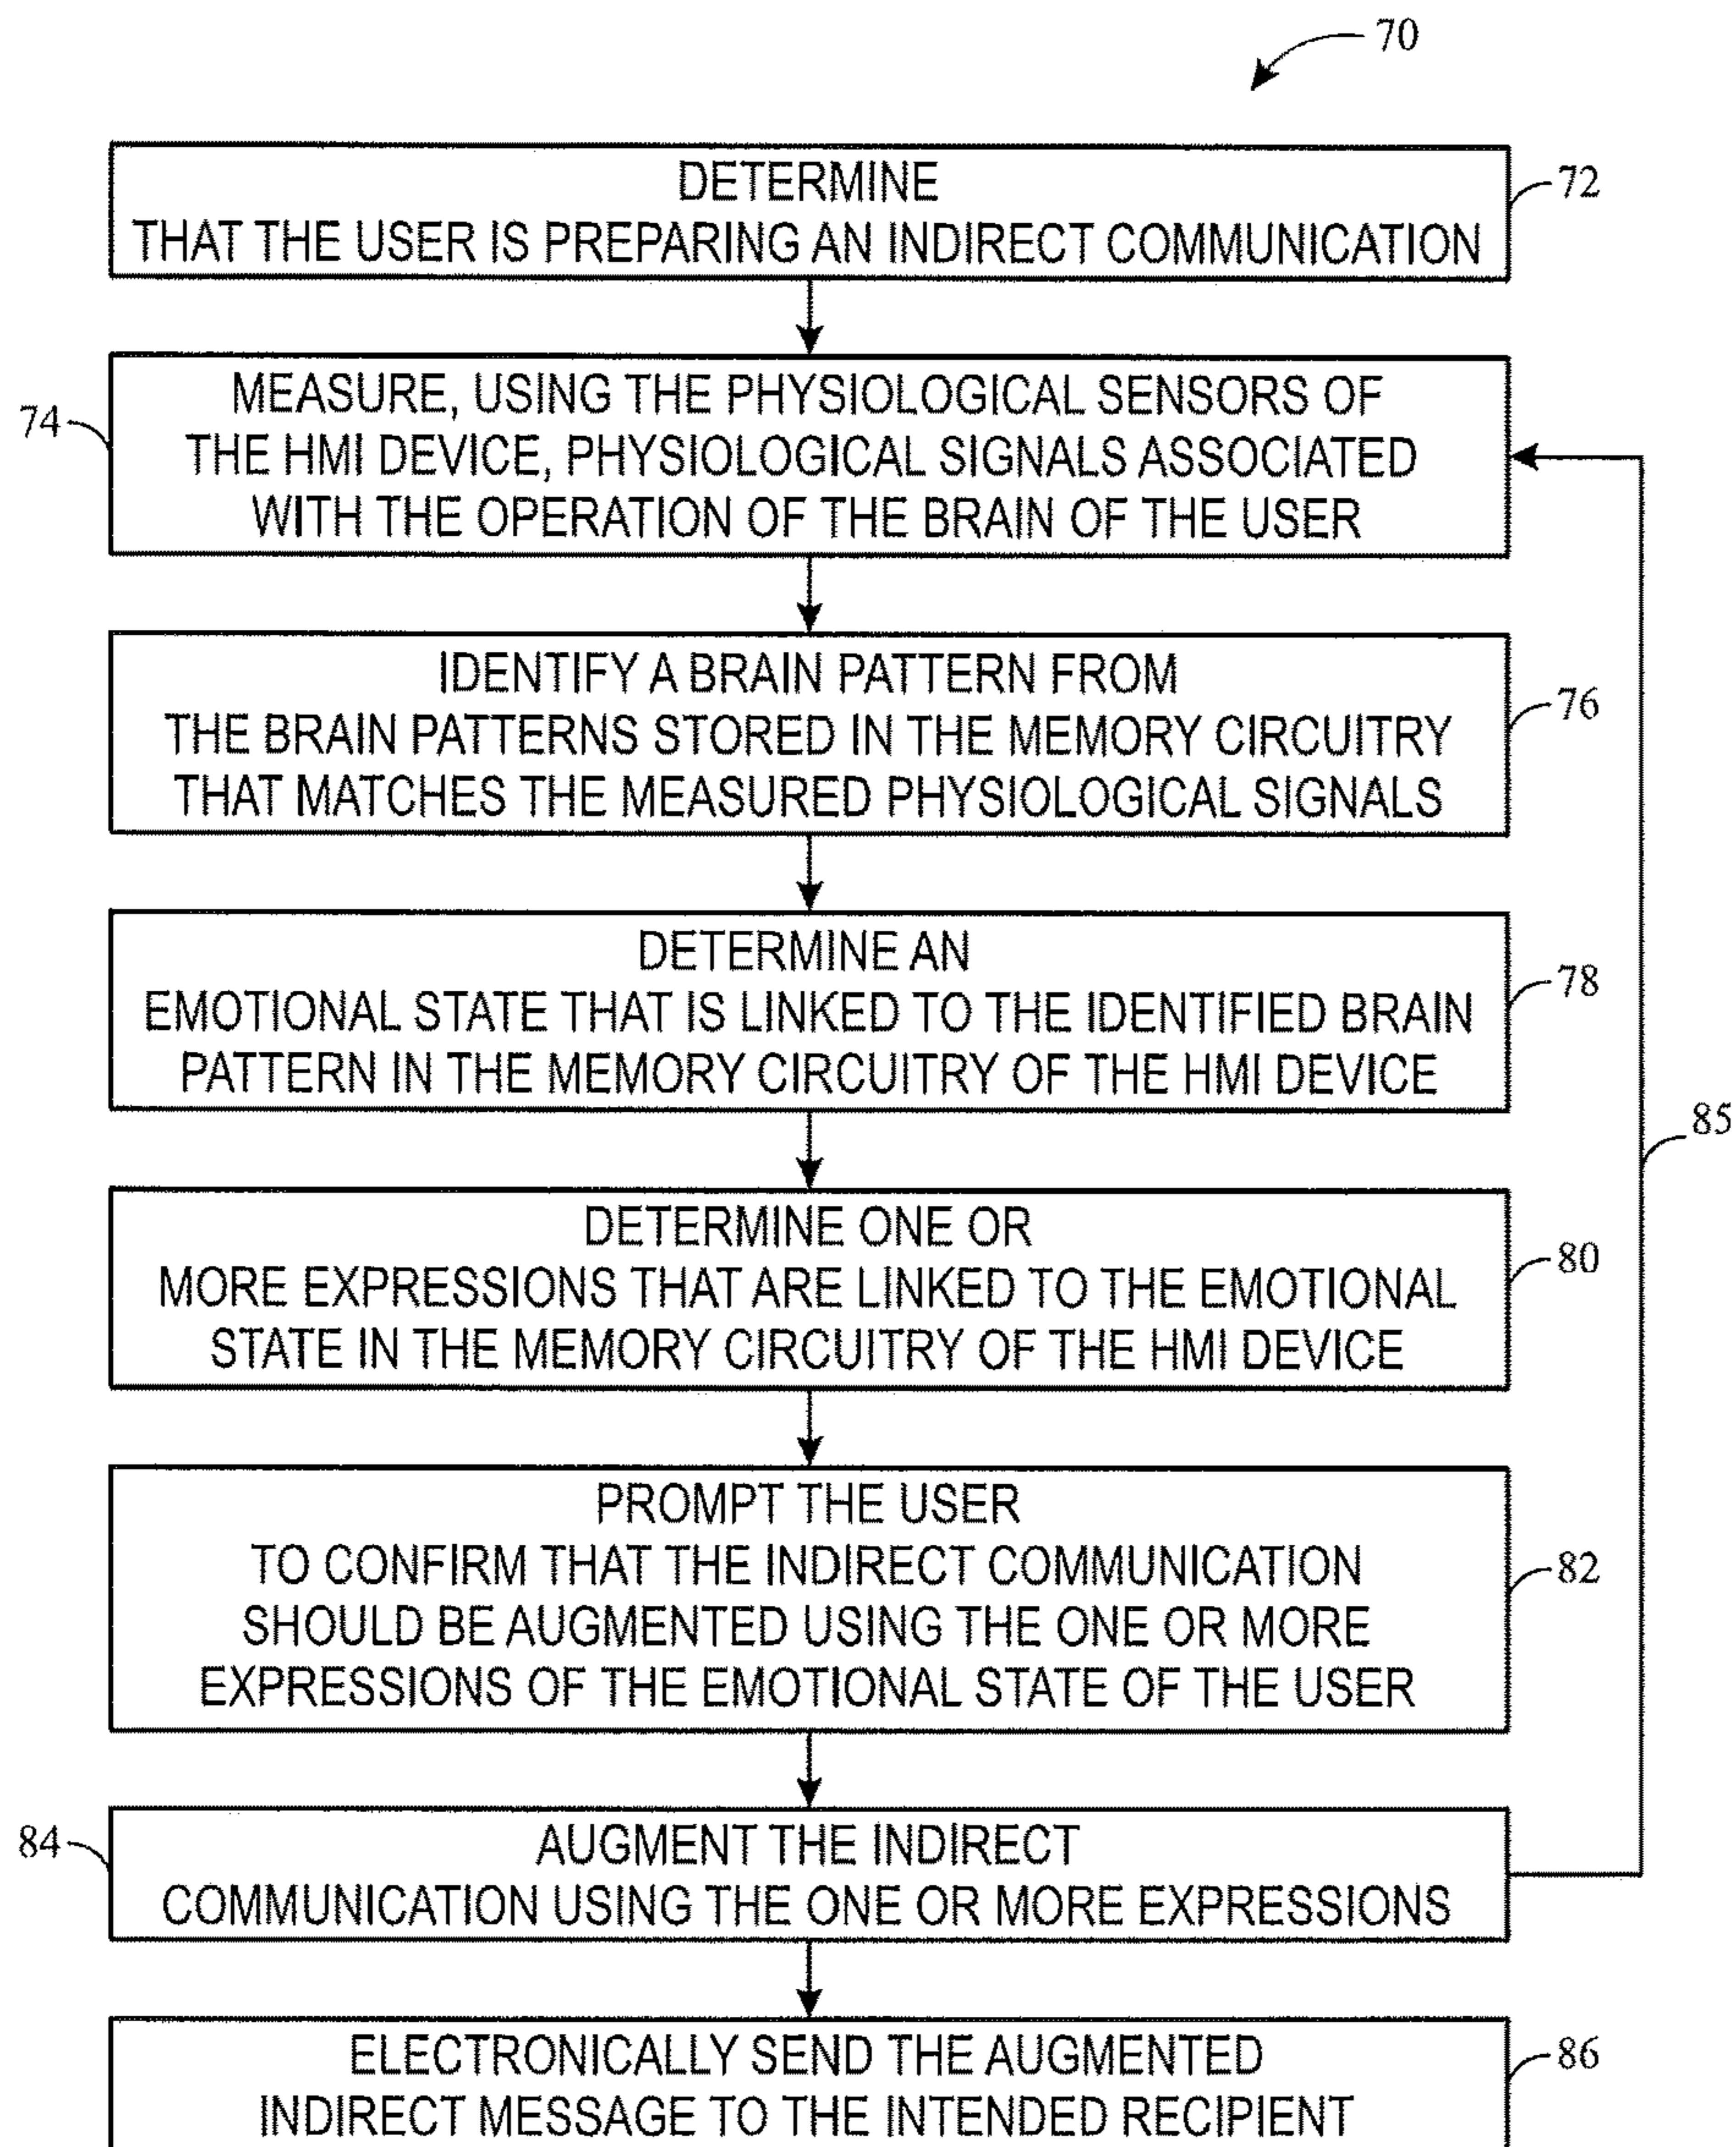 70
DETERMINE
THAT THE USER IS PREPARING AN INDIRECT COMMUNICATION
72
MEASURE, USING THE PHYSIOLOGICAL SENSORS OF
THE HMI DEVICE, PHYSIOLOGICAL SIGNALS ASSOCIATED
WITH THE OPERATION OF THE BRAIN OF THE USER
74
IDENTIFY A BRAIN PATTERN FROM
THE BRAIN PATTERNS STORED IN THE MEMORY CIRCUITRY
THAT MATCHES THE MEASURED PHYSIOLOGICAL SIGNALS
76
DETERMINE AN
EMOTIONAL STATE THAT IS LINKED TO THE IDENTIFIED BRAIN
PATTERN IN THE MEMORY CIRCUITRY OF THE HMI DEVICE
78
85
DETERMINE ONE OR
MORE EXPRESSIONS THAT ARE LINKED TO THE EMOTIONAL
STATE IN THE MEMORY CIRCUITRY OF THE HMI DEVICE
80
PROMPT THE USER
TO CONFIRM THAT THE INDIRECT COMMUNICATION
SHOULD BE AUGMENTED USING THE ONE OR MORE
EXPRESSIONS OF THE EMOTIONAL STATE OF THE USER
82
AUGMENT THE INDIRECT
COMMUNICATION USING THE ONE OR MORE EXPRESSIONS
84
ELECTRONICALLY SEND THE AUGMENTED
INDIRECT MESSAGE TO THE INTENDED RECIPIENT
86